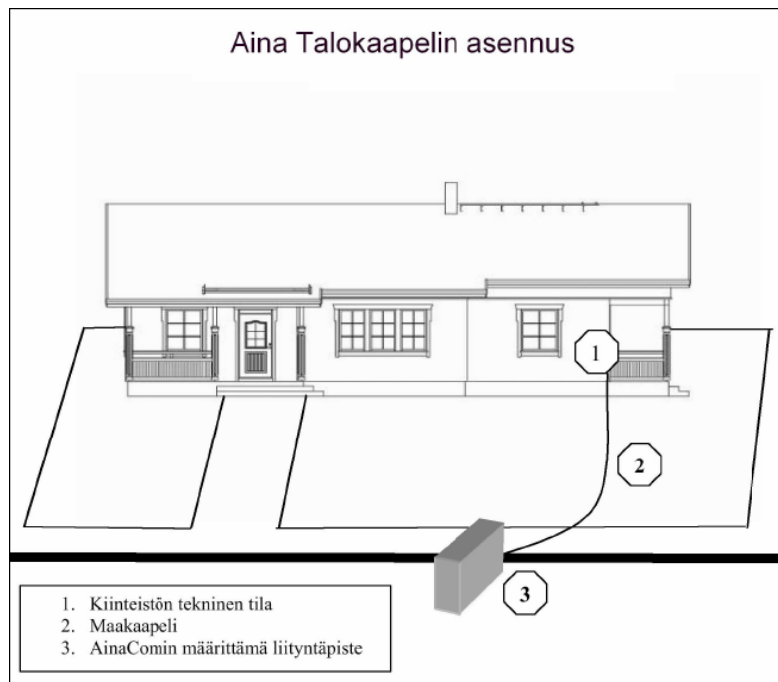 Aina Talokaapelin asennus
1
2
3
1. Kiinteistön tekninen tila
2. Maakaapeli
3. AinaComin määrittämä liityntäpiste